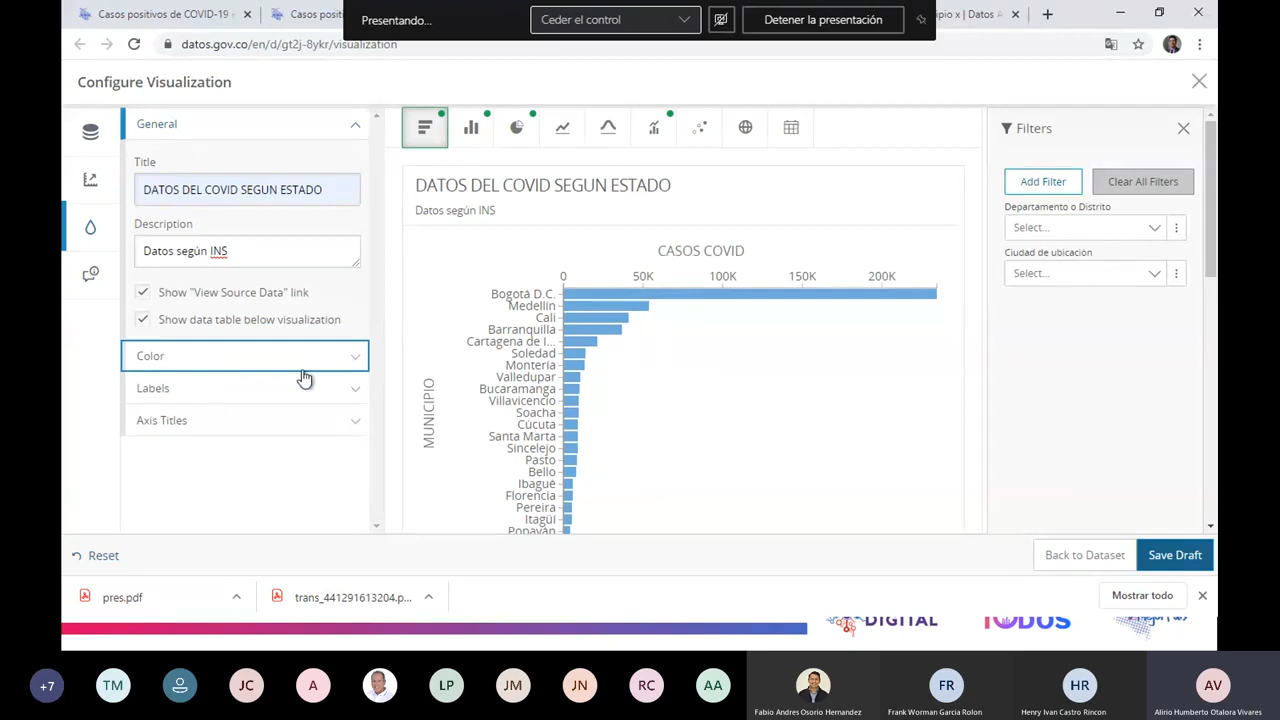 Casos positivos de COVID-19 e
Casos posi
Presentando...
Ceder el control
Detener la presentación
ipio x | Datos A
datos.gov.co/en/d/gt2j-8ykr/visualization
Configure Visualization
General
Title
DATOS DEL COVID SEGUN ESTADO
Description
Datos según INS
Show "View Source Data" link
Show data table below visualization
Color
Labels
Axis Titles
DATOS DEL COVID SEGUN ESTADO
Datos según INS
CASOS COVID
0 50K 100K 150K 200K
MUNICIPIO
Bogotá D.C.
Medellín
Cali
Barranquilla
Cartagena de I...
Soledad
Montería
Valledupar
Bucaramanga
Villavicencio
Soacha
Cúcuta
Santa Marta
Sincelejo
Pasto
Bello
Ibagué
Florencia
Pereira
Itagüí
Popayán
Filters
Add Filter
Clear All Filters
Departamento o Distrito
Select...
Ciudad de ubicación
Select...
Reset
Back to Dataset
Save Draft
pres.pdf
trans_441291613204.p...
Mostrar todo
DIGITAL
TODOS
+7
TM
JC
A
LP
JM
JN
RC
AA
FR
HR
AV
Fabio Andres Osorio Hernandez
Frank Worman Garcia Rolon
Henry Ivan Castro Rincon
Alirio Humberto Otalora Vivares